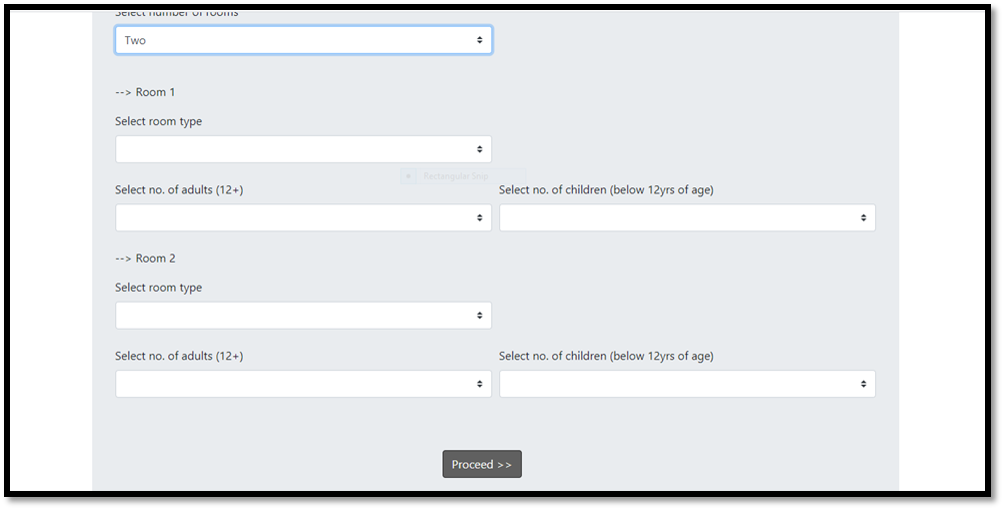 Select number of rooms
Two
--> Room 1
Select room type
Rectangular Snip
Select no. of adults (12+) Select no. of children (below 12yrs of age)
--> Room 2
Select room type
Select no. of adults (12+) Select no. of children (below 12yrs of age)
Proceed >>